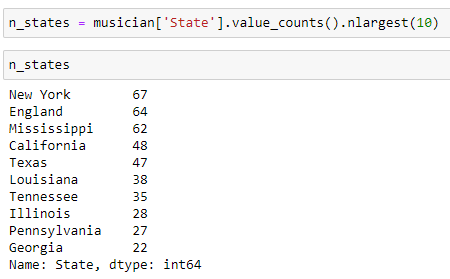 n_states = musician['State'].value_counts().nlargest(10)
n_states
New York        67
England         64
Mississippi     62
California      48
Texas           47
Louisiana       38
Tennessee       35
Illinois        28
Pennsylvania    27
Georgia         22
Name: State, dtype: int64